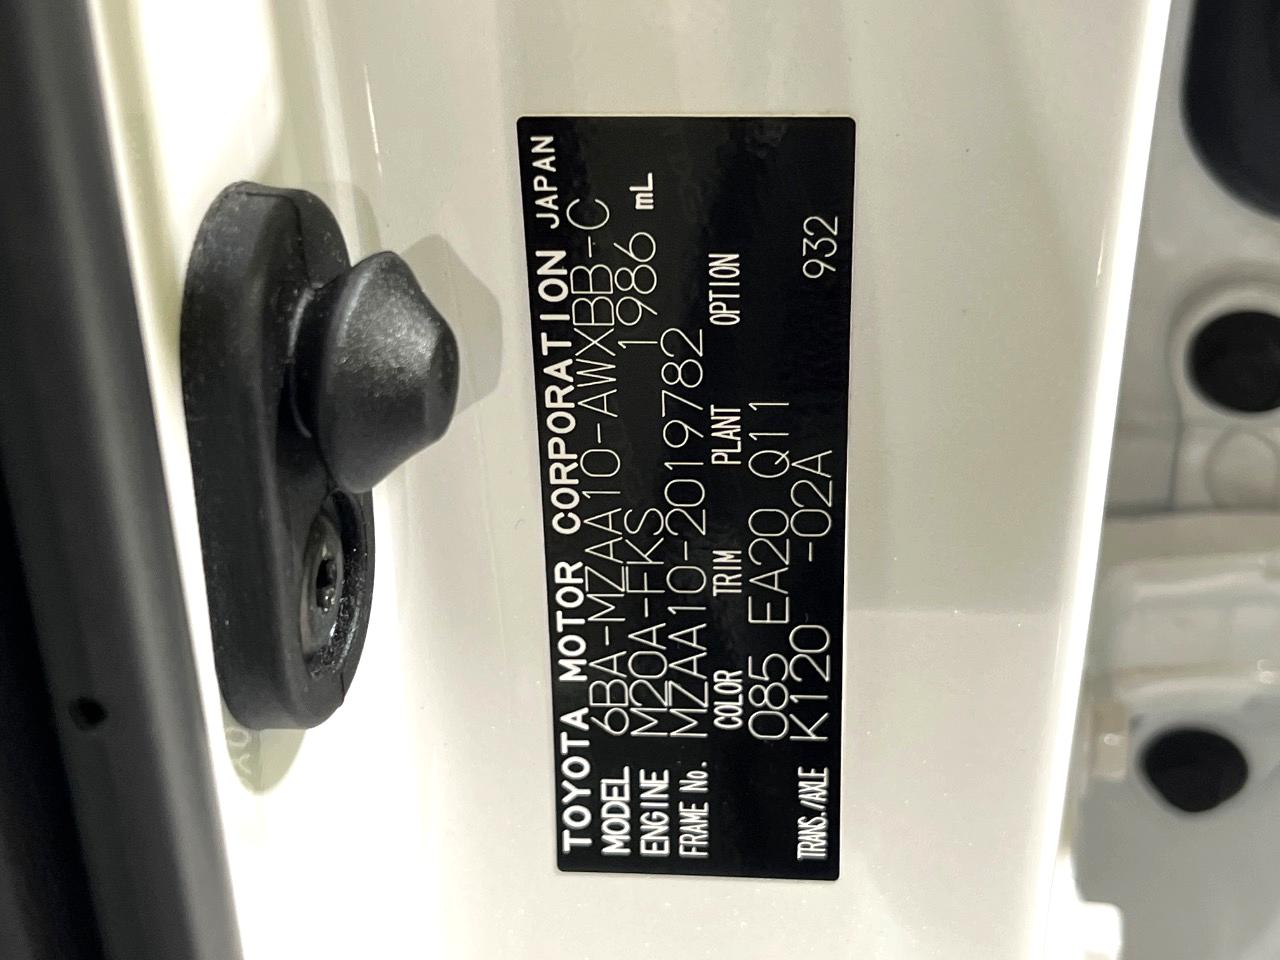 TOYOTA MOTOR CORPORATION JAPAN
MODEL 6BA-MZAA10-AWXBB-C
ENGINE M20A-FKS 1986 mL
FRAME No. MZAA10-2019782
COLOR TRIM PLANT OPTION
085 EA20 Q11
TRANS./AXLE K120 -02A 932